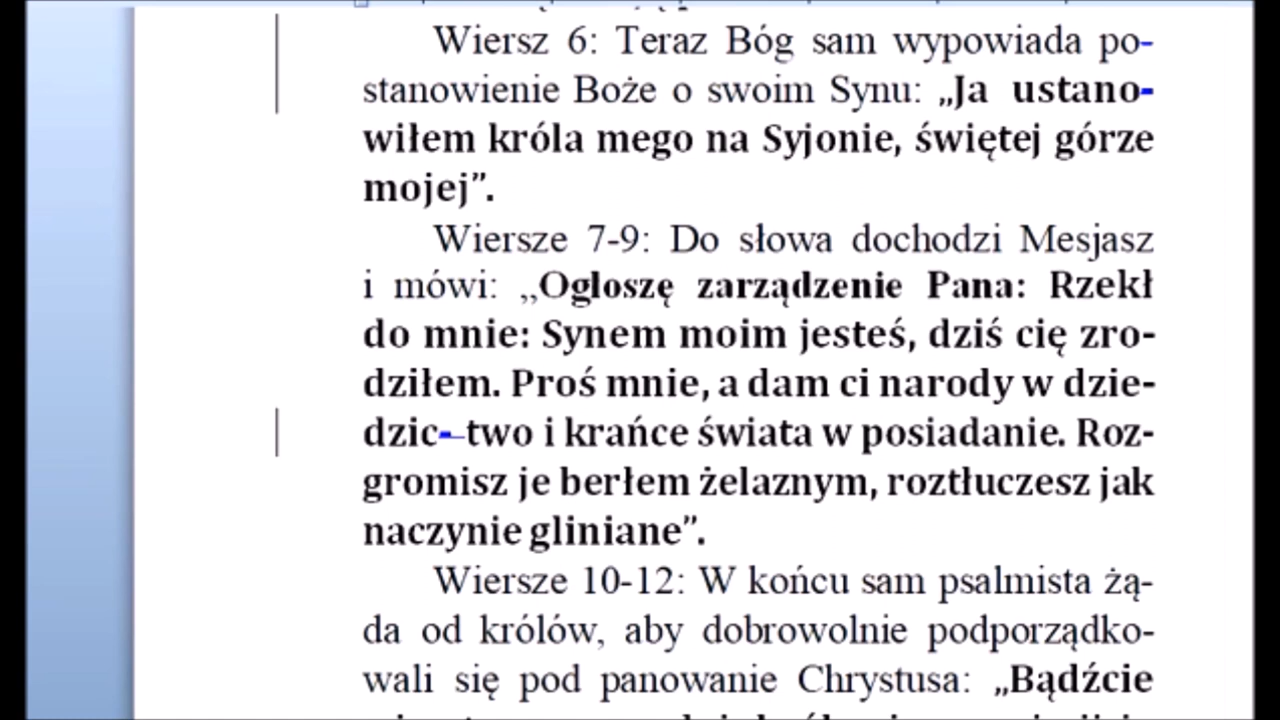 Wiersz 6: Teraz Bóg sam wypowiada po-
stanowienie Boże o swoim Synu: „Ja ustano-
wiłem króla mego na Syjonie, świętej górze
mojej”.
Wiersze 7-9: Do słowa dochodzi Mesjasz
i mówi: „Ogloszę zarządzenie Pana: Rzekł
do mnie: Synem moim jesteś, dziś cię zro-
dziłem. Proś mnie, a dam ci narody w dzie-
dzic- two i krańce świata w posiadanie. Roz-
gromisz je berłem żelaznym, roztłuczesz jak
naczynie gliniane”.
Wiersze 10-12: W końcu sam psalmista żą-
da od królów, aby dobrowolnie podporządko-
wali się pod panowanie Chrystusa: „Bądźcie